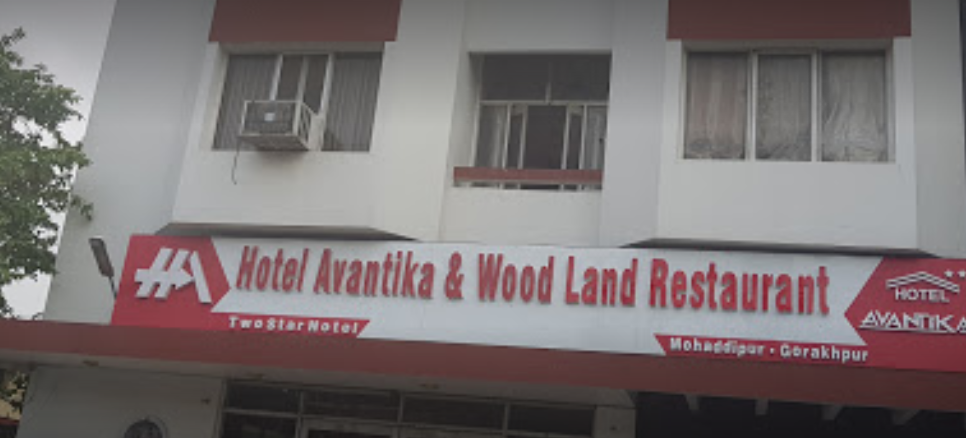 HA
Hotel Avantika & Wood Land Restaurant
Two Star Hotel
Mohaddipur - Gorakhpur
HOTEL
AVANTIKA